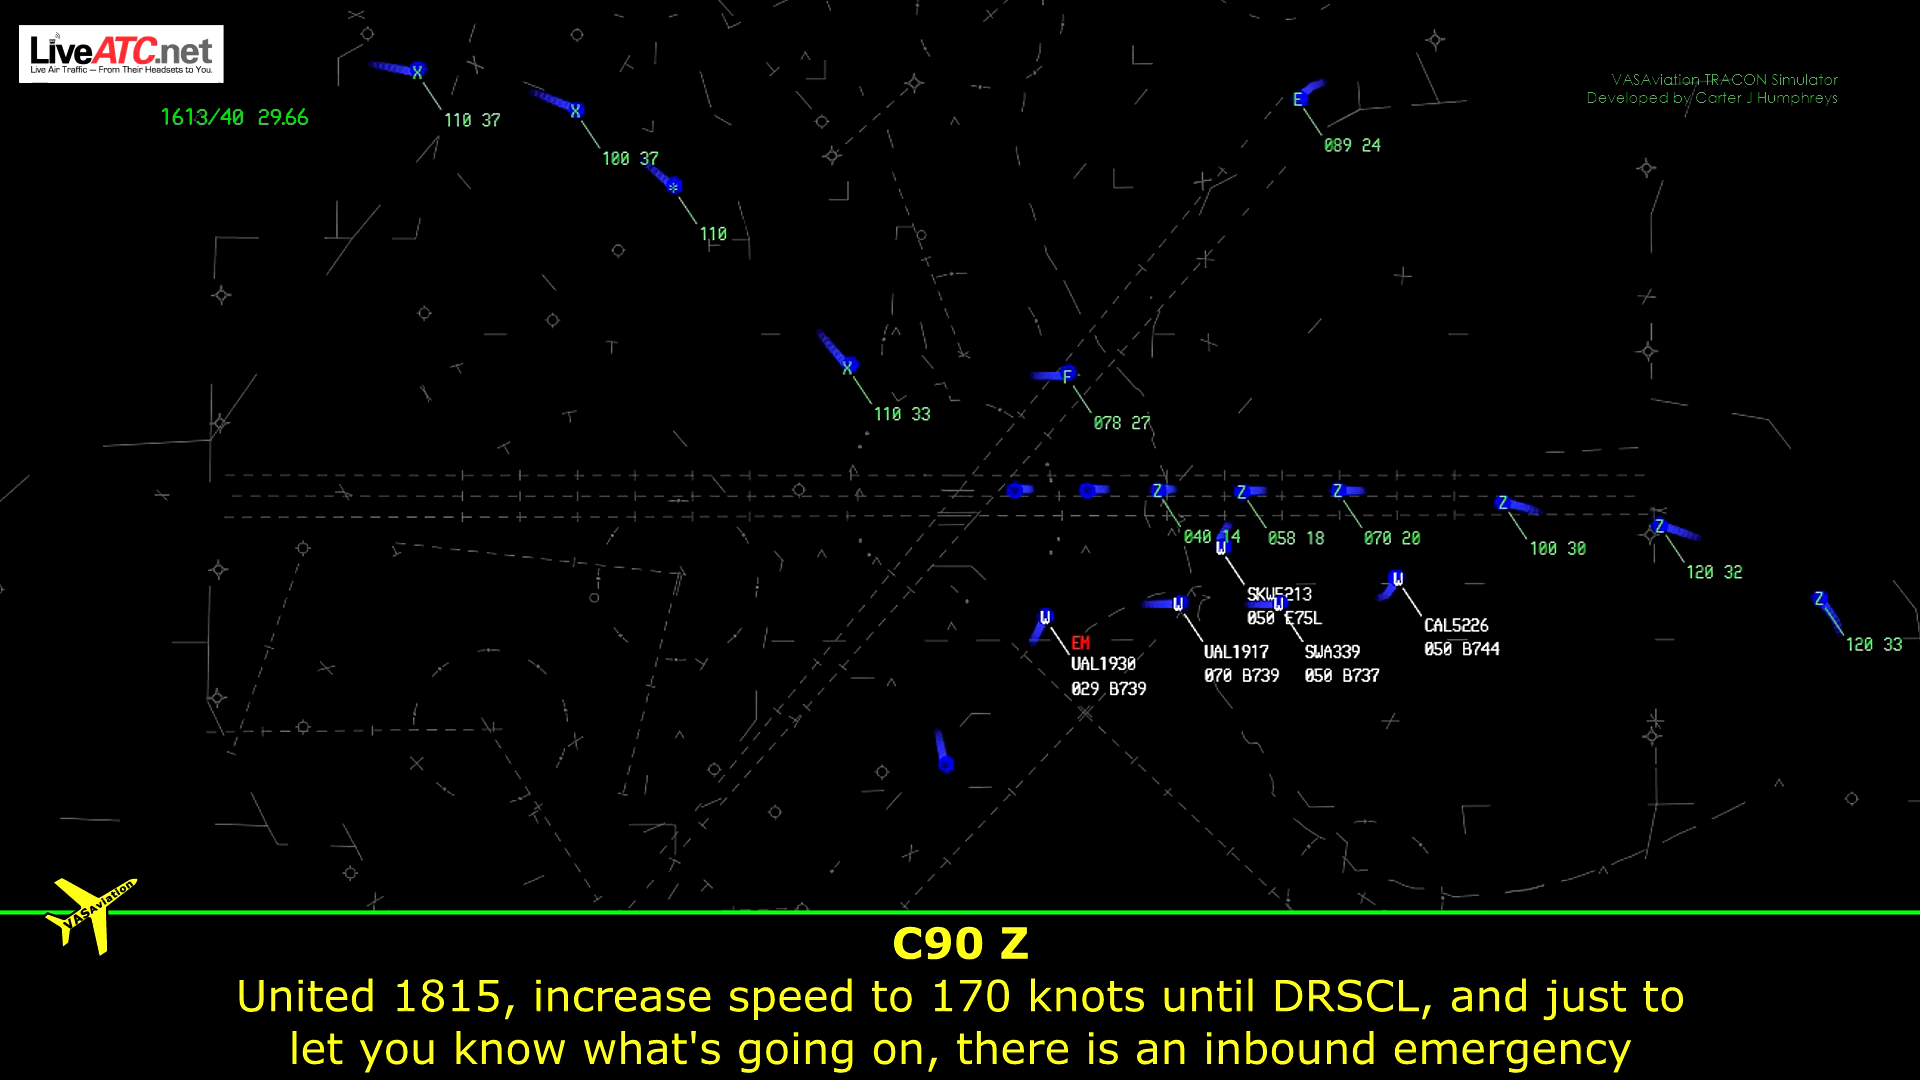 LiveATC.net
Live Air Traffic — From Their Headsets to You.
VASAviation TRACON Simulator
Developed by Carter J Humphreys
1613/40 29.66
X
110 37
X
100 37
*
110
E
089 24
X
110 33
F
078 27
Z
040 14
Z
058 18
Z
070 20
Z
100 30
Z
120 32
Z
120 33
W
SKW5213
050 E75L
W
EM
UAL1930
029 B739
W
UAL1917
070 B739
W
SWA339
050 B737
W
CAL5226
050 B744
VASAviation
C90 Z
United 1815, increase speed to 170 knots until DRSCL, and just to
let you know what's going on, there is an inbound emergency